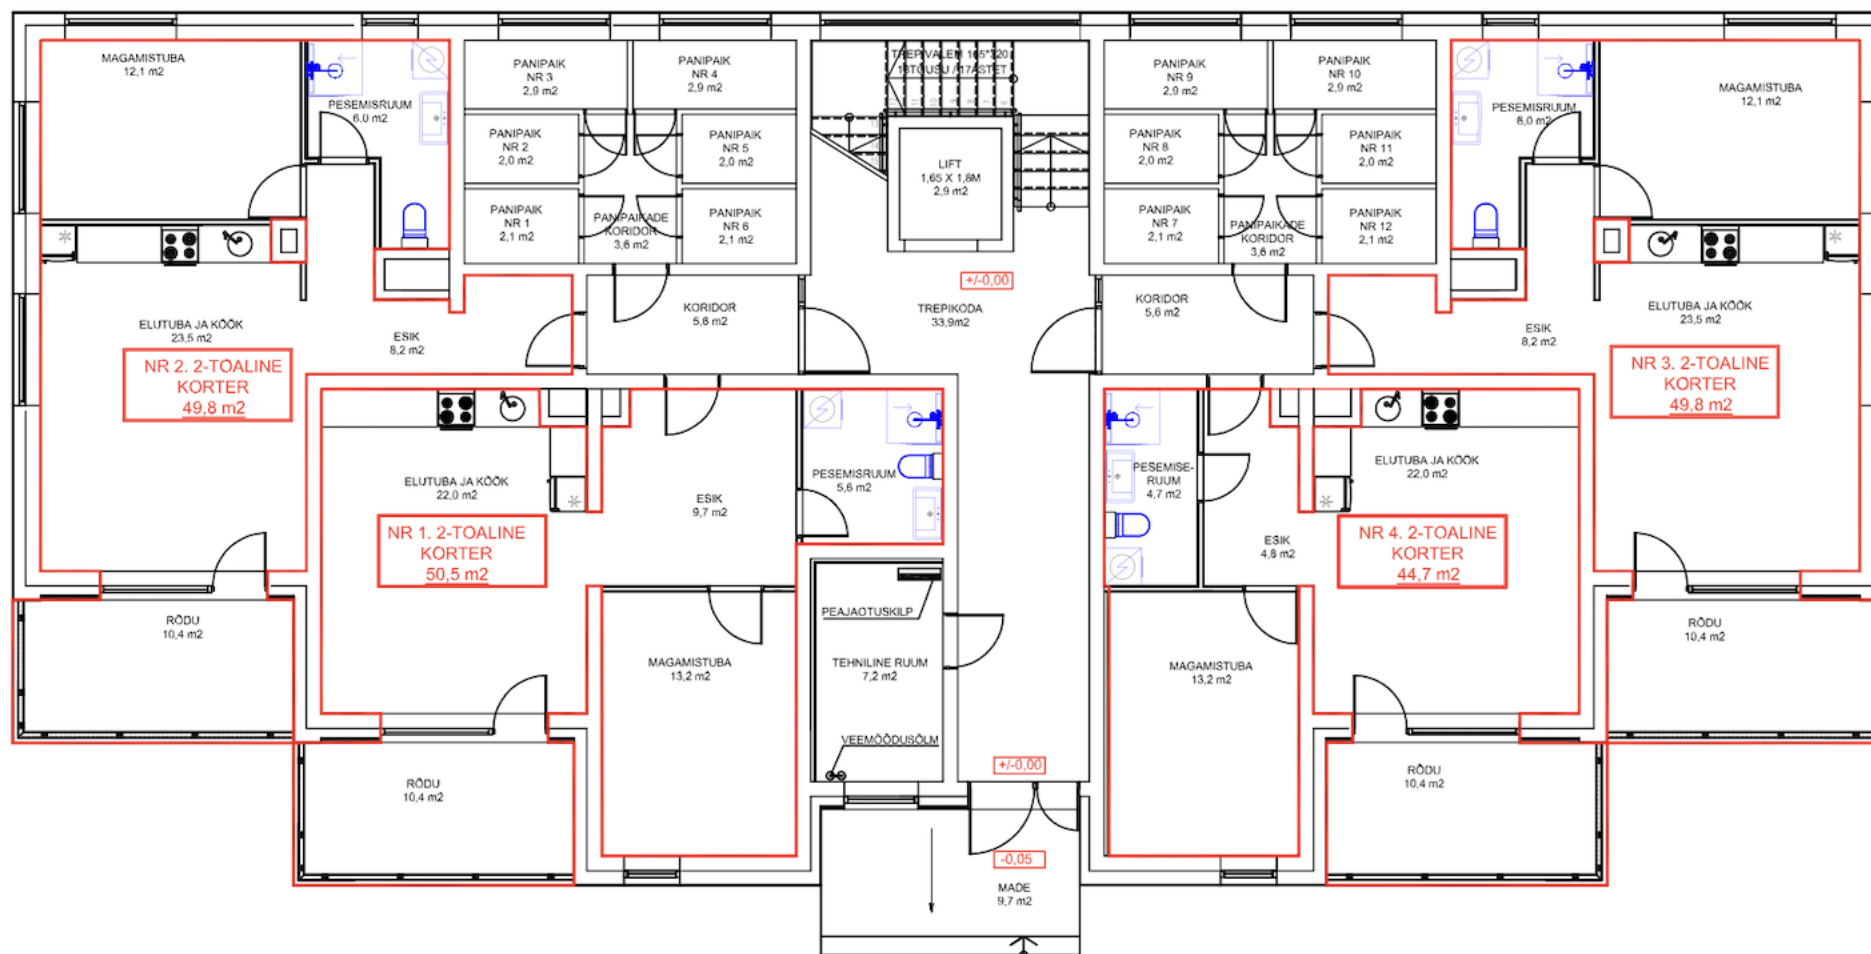 MAGAMISTUBA
12,1 m2
PESEMISRUUM
6,0 m2
PANIPAIK
NR 3
2,9 m2
PANIPAIK
NR 4
2,9 m2
PANIPAIK
NR 2
2,0 m2
PANIPAIK
NR 5
2,0 m2
PANIPAIK
NR 1
2,1 m2
PANIPAIKADE
KORIDOR
3,6 m2
PANIPAIK
NR 6
2,1 m2
TREPIVALEM 165*320
LIFT
1,65 X 1,8M
2,9 m2
PANIPAIK
NR 9
2,9 m2
PANIPAIK
NR 10
2,9 m2
PANIPAIK
NR 8
2,0 m2
PANIPAIK
NR 11
2,0 m2
PANIPAIK
NR 7
2,1 m2
PANIPAIKADE
KORIDOR
3,6 m2
PANIPAIK
NR 12
2,1 m2
PESEMISRUUM
6,0 m2
MAGAMISTUBA
12,1 m2
ELUTUBA JA KÖÖK
23,5 m2
NR 2. 2-TOALINE
KORTER
49,8 m2
ESIK
8,2 m2
KORIDOR
5,6 m2
+/-0,00
TREPIKODA
33,9m2
KORIDOR
5,6 m2
ESIK
8,2 m2
ELUTUBA JA KÖÖK
23,5 m2
NR 3. 2-TOALINE
KORTER
49,8 m2
ELUTUBA JA KÖÖK
22,0 m2
NR 1. 2-TOALINE
KORTER
50,5 m2
ESIK
9,7 m2
PESEMISRUUM
5,6 m2
PESEMISE-
RUUM
4,7 m2
ESIK
4,8 m2
ELUTUBA JA KÖÖK
22,0 m2
NR 4. 2-TOALINE
KORTER
44,7 m2
RÕDU
10,4 m2
MAGAMISTUBA
13,2 m2
PEAJAOTUSKILP
TEHNILINE RUUM
7,2 m2
VEEMÕÕDUSÕLM
MAGAMISTUBA
13,2 m2
RÕDU
10,4 m2
RÕDU
10,4 m2
+/-0,00
-0,05
MADE
9,7 m2
RÕDU
10,4 m2